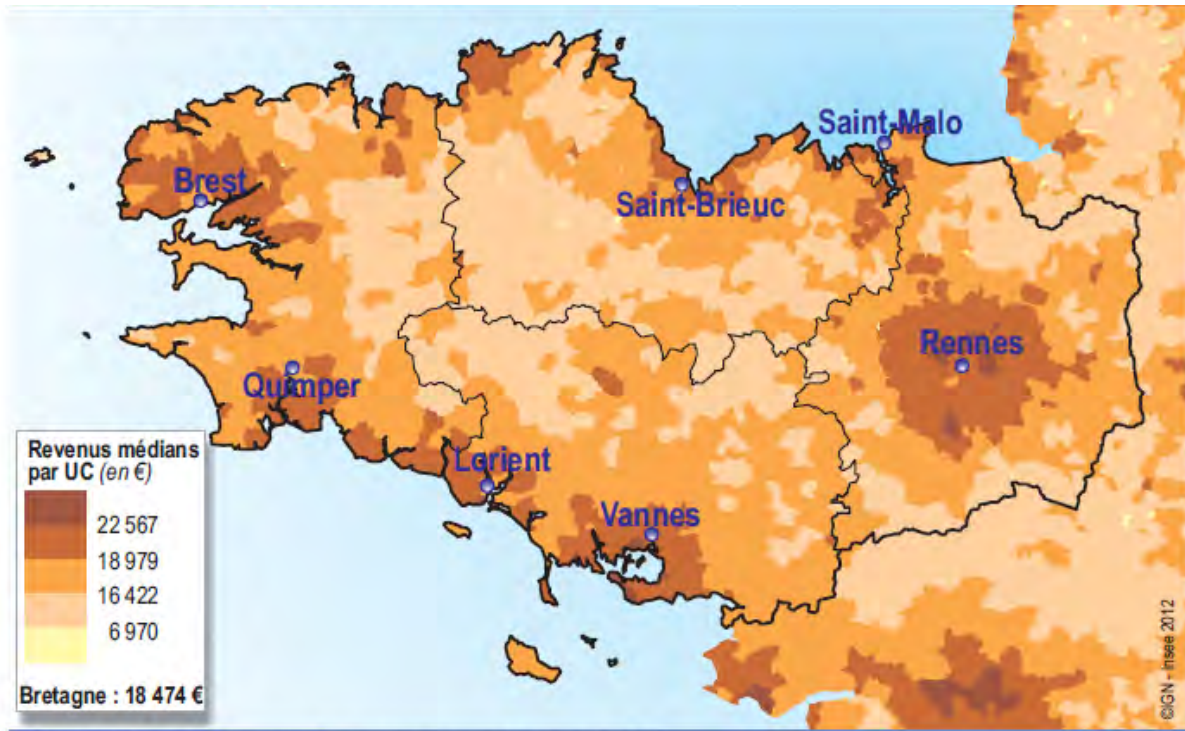 Saint-Malo
Brest
Saint-Brieuc
Rennes
Quimper
Lorient
Vannes
Revenus médians
par UC (en €)
22 567
18 979
16 422
6 970
Bretagne : 18 474 €
©IGN - Insee 2012